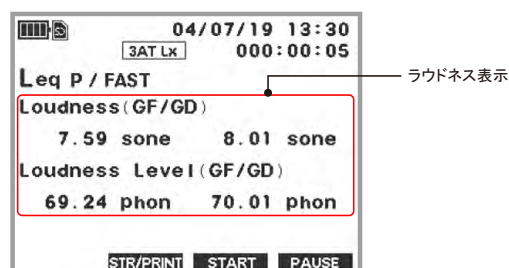 04/07/19 13:30
3AT Lx 000:00:05
Leq P / FAST
Loudness(GF/GD)
7.59 sone 8.01 sone
Loudness Level(GF/GD)
69.24 phon 70.01 phon
STR/PRINT START PAUSE
ラウドネス表示